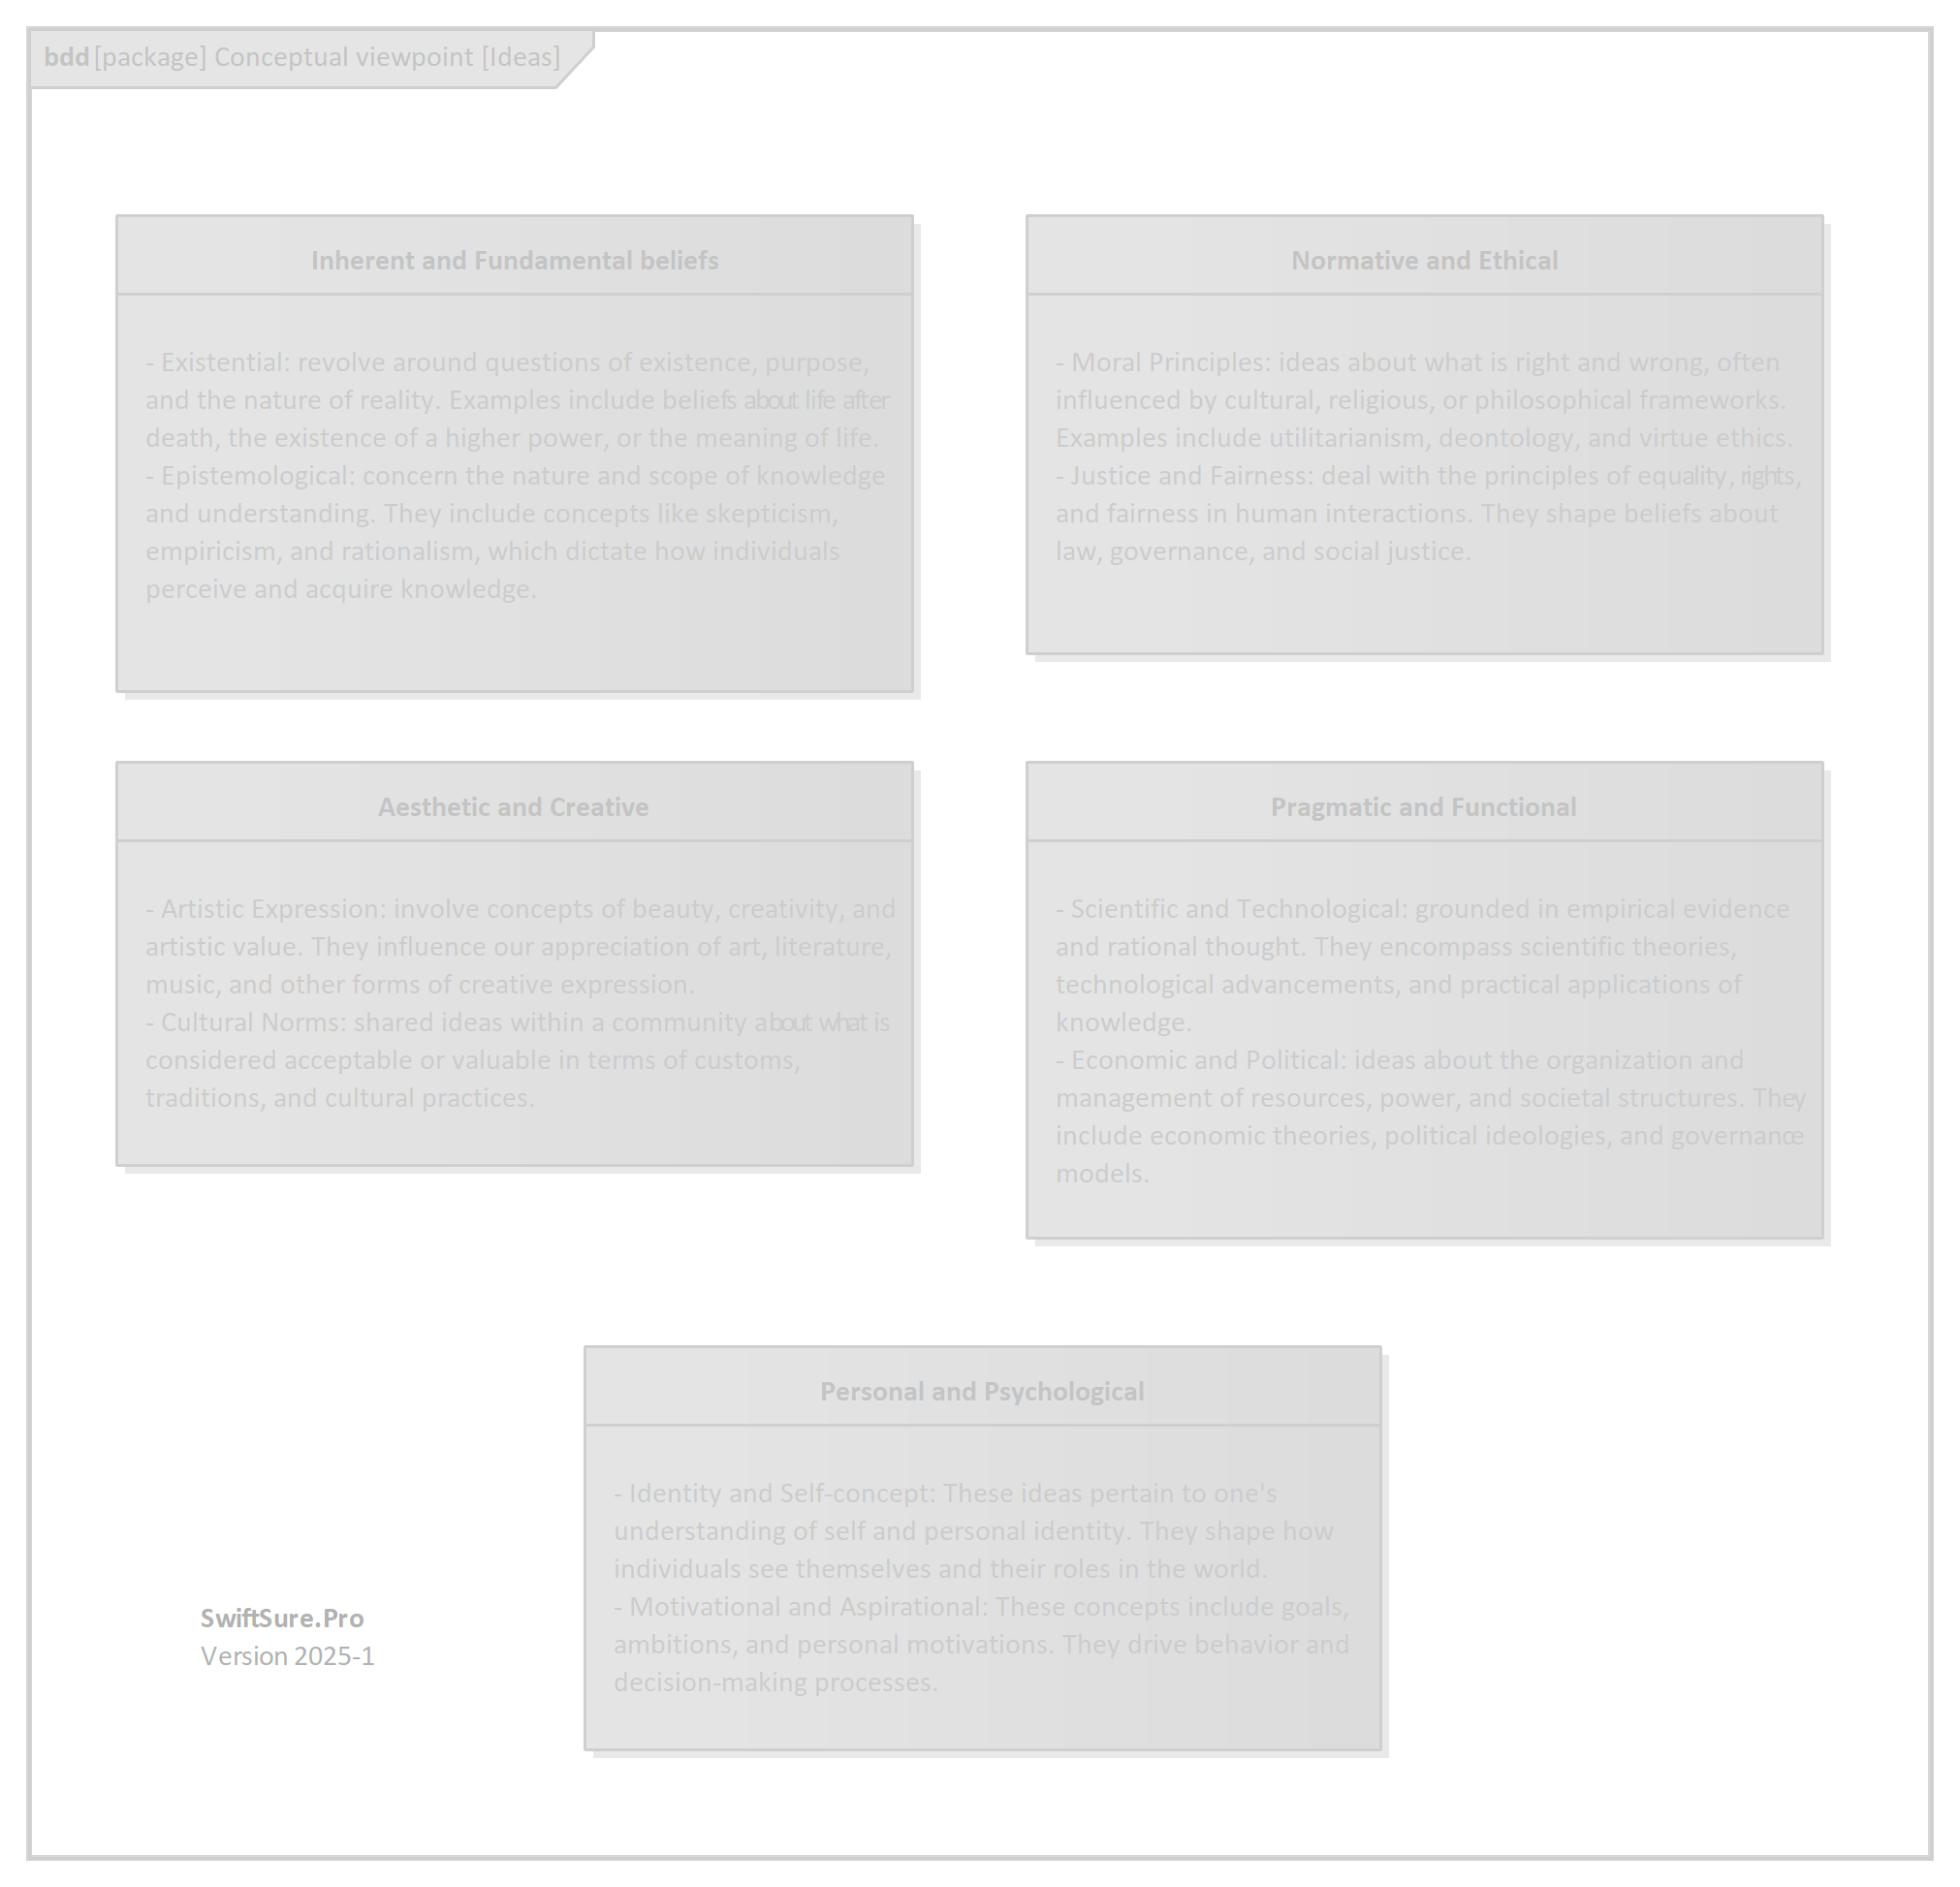 bdd [package] Conceptual viewpoint [Ideas]
Inherent and Fundamental beliefs
- Existential: revolve around questions of existence, purpose,
and the nature of reality. Examples include beliefs about life after
death, the existence of a higher power, or the meaning of life.
- Epistemological: concern the nature and scope of knowledge
and understanding. They include concepts like skepticism,
empiricism, and rationalism, which dictate how individuals
perceive and acquire knowledge.
Normative and Ethical
- Moral Principles: ideas about what is right and wrong, often
influenced by cultural, religious, or philosophical frameworks.
Examples include utilitarianism, deontology, and virtue ethics.
- Justice and Fairness: deal with the principles of equality, rights,
and fairness in human interactions. They shape beliefs about
law, governance, and social justice.
Aesthetic and Creative
- Artistic Expression: involve concepts of beauty, creativity, and
artistic value. They influence our appreciation of art, literature,
music, and other forms of creative expression.
- Cultural Norms: shared ideas within a community about what is
considered acceptable or valuable in terms of customs,
traditions, and cultural practices.
Pragmatic and Functional
- Scientific and Technological: grounded in empirical evidence
and rational thought. They encompass scientific theories,
technological advancements, and practical applications of
knowledge.
- Economic and Political: ideas about the organization and
management of resources, power, and societal structures. They
include economic theories, political ideologies, and governance
models.
Personal and Psychological
- Identity and Self-concept: These ideas pertain to one's
understanding of self and personal identity. They shape how
individuals see themselves and their roles in the world.
- Motivational and Aspirational: These concepts include goals,
ambitions, and personal motivations. They drive behavior and
decision-making processes.
SwiftSure.Pro
Version 2025-1